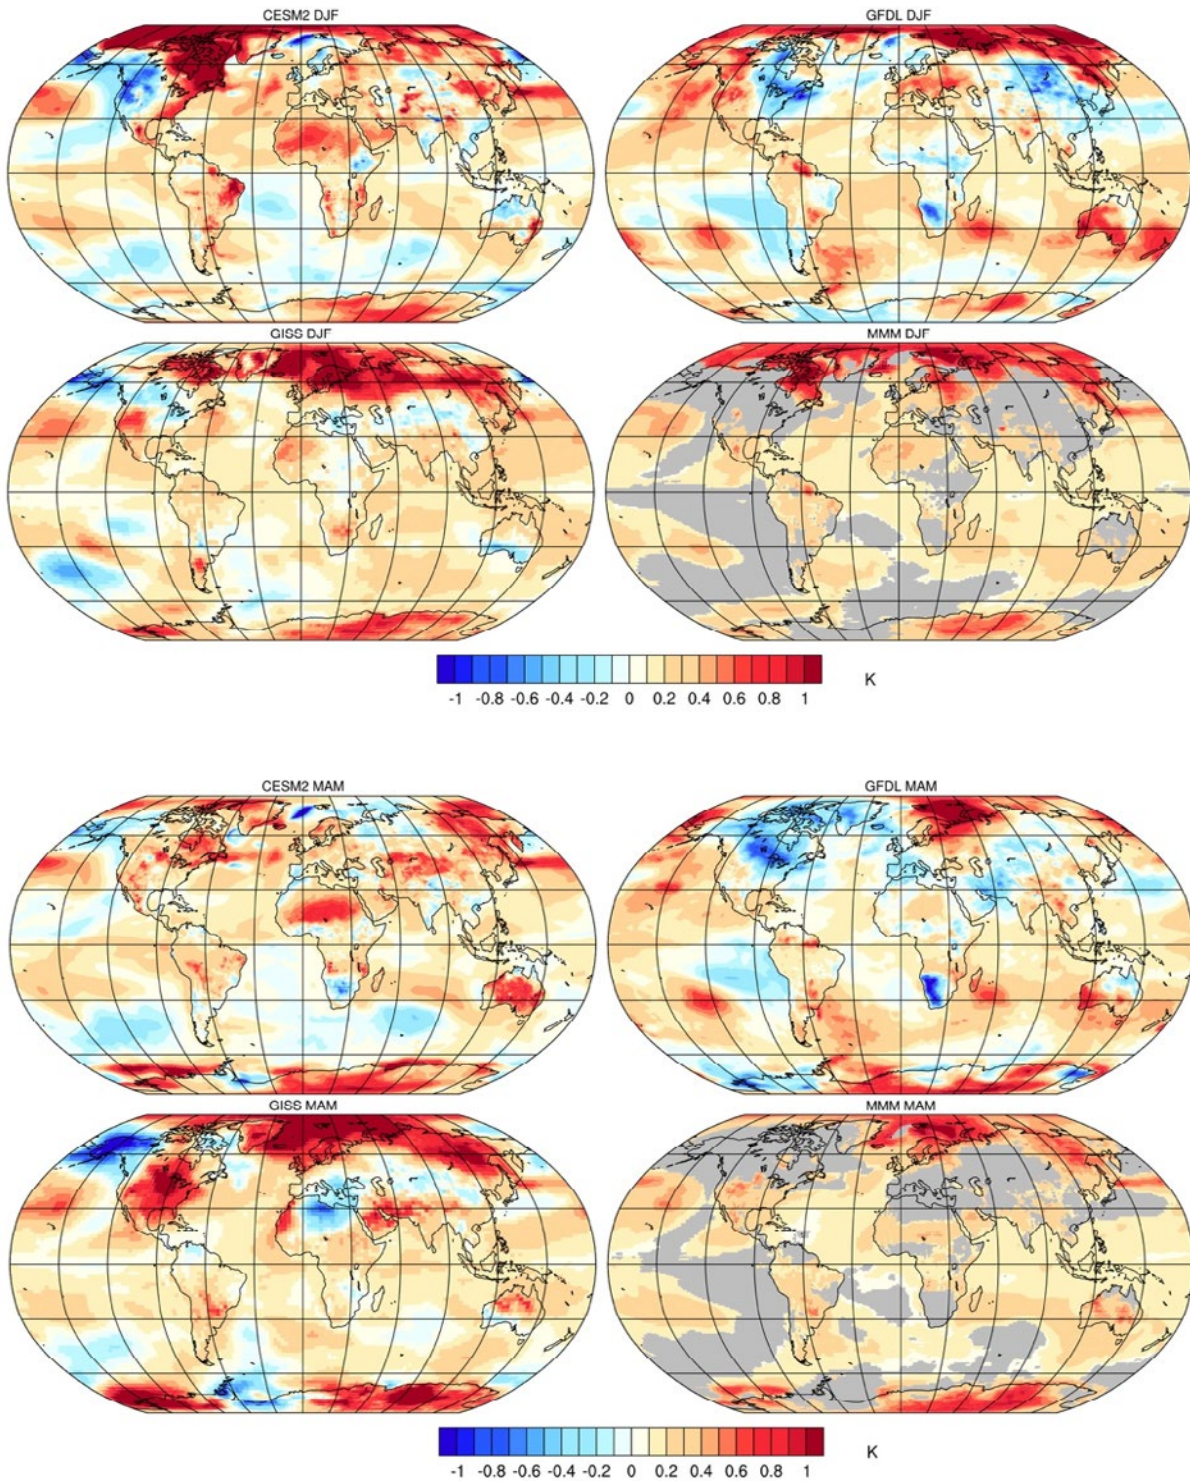 CESM2 DJF
GFDL DJF
GISS DJF
MMM DJF
-1 -0.8 -0.6 -0.4 -0.2 0 0.2 0.4 0.6 0.8 1 K
CESM2 MAM
GFDL MAM
GISS MAM
MMM MAM
-1 -0.8 -0.6 -0.4 -0.2 0 0.2 0.4 0.6 0.8 1 K